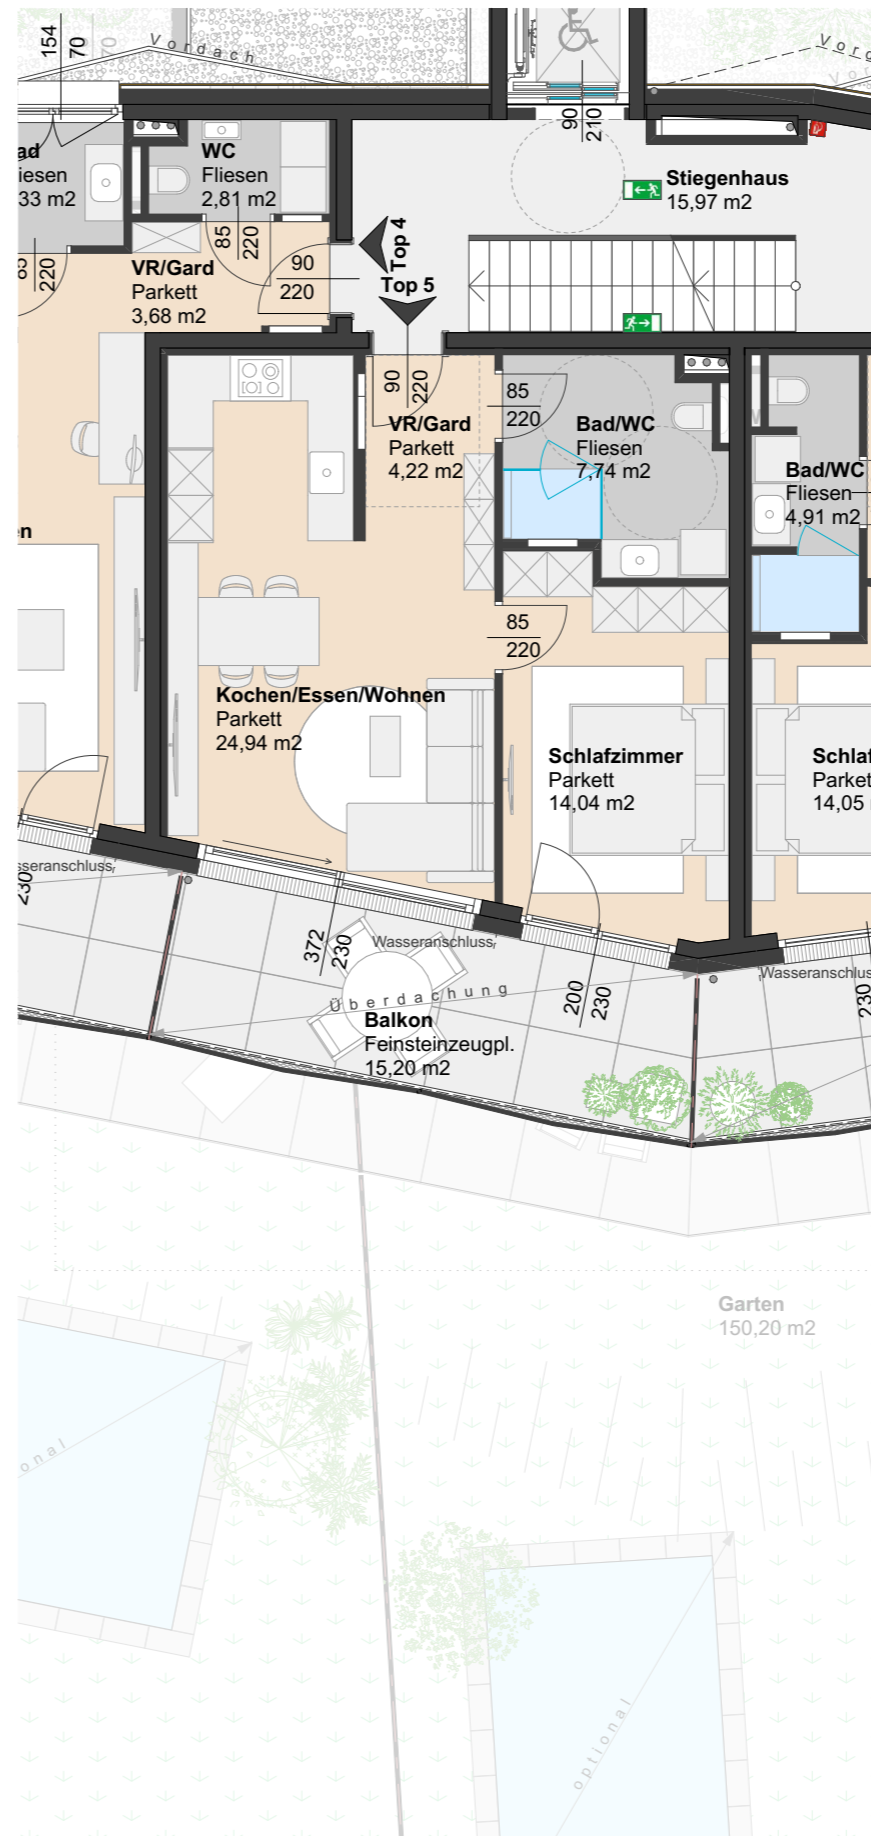 154
70
70
Vordach
90
210
WC
Fliesen
2,81 m2
33 m2
85
220
VR/Gard
Parkett
3,68 m2
85
220
90
220
Top 4
Top 5
Stiegenhaus
15,97 m2
90
220
VR/Gard
Parkett
4,22 m2
85
220
Bad/WC
Fliesen
7,74 m2
Bad/WC
Fliesen
4,91 m2
85
220
Kochen/Essen/Wohnen
Parkett
24,94 m2
Schlafzimmer
Parkett
14,04 m2
Schlaf
Parket
14,05
sseranschluss
230
372
230
Wasseranschluss
200
230
Wasseranschluss
230
Überdachung
Balkon
Feinsteinzeugpl.
15,20 m2
Garten
150,20 m2
onal
optional